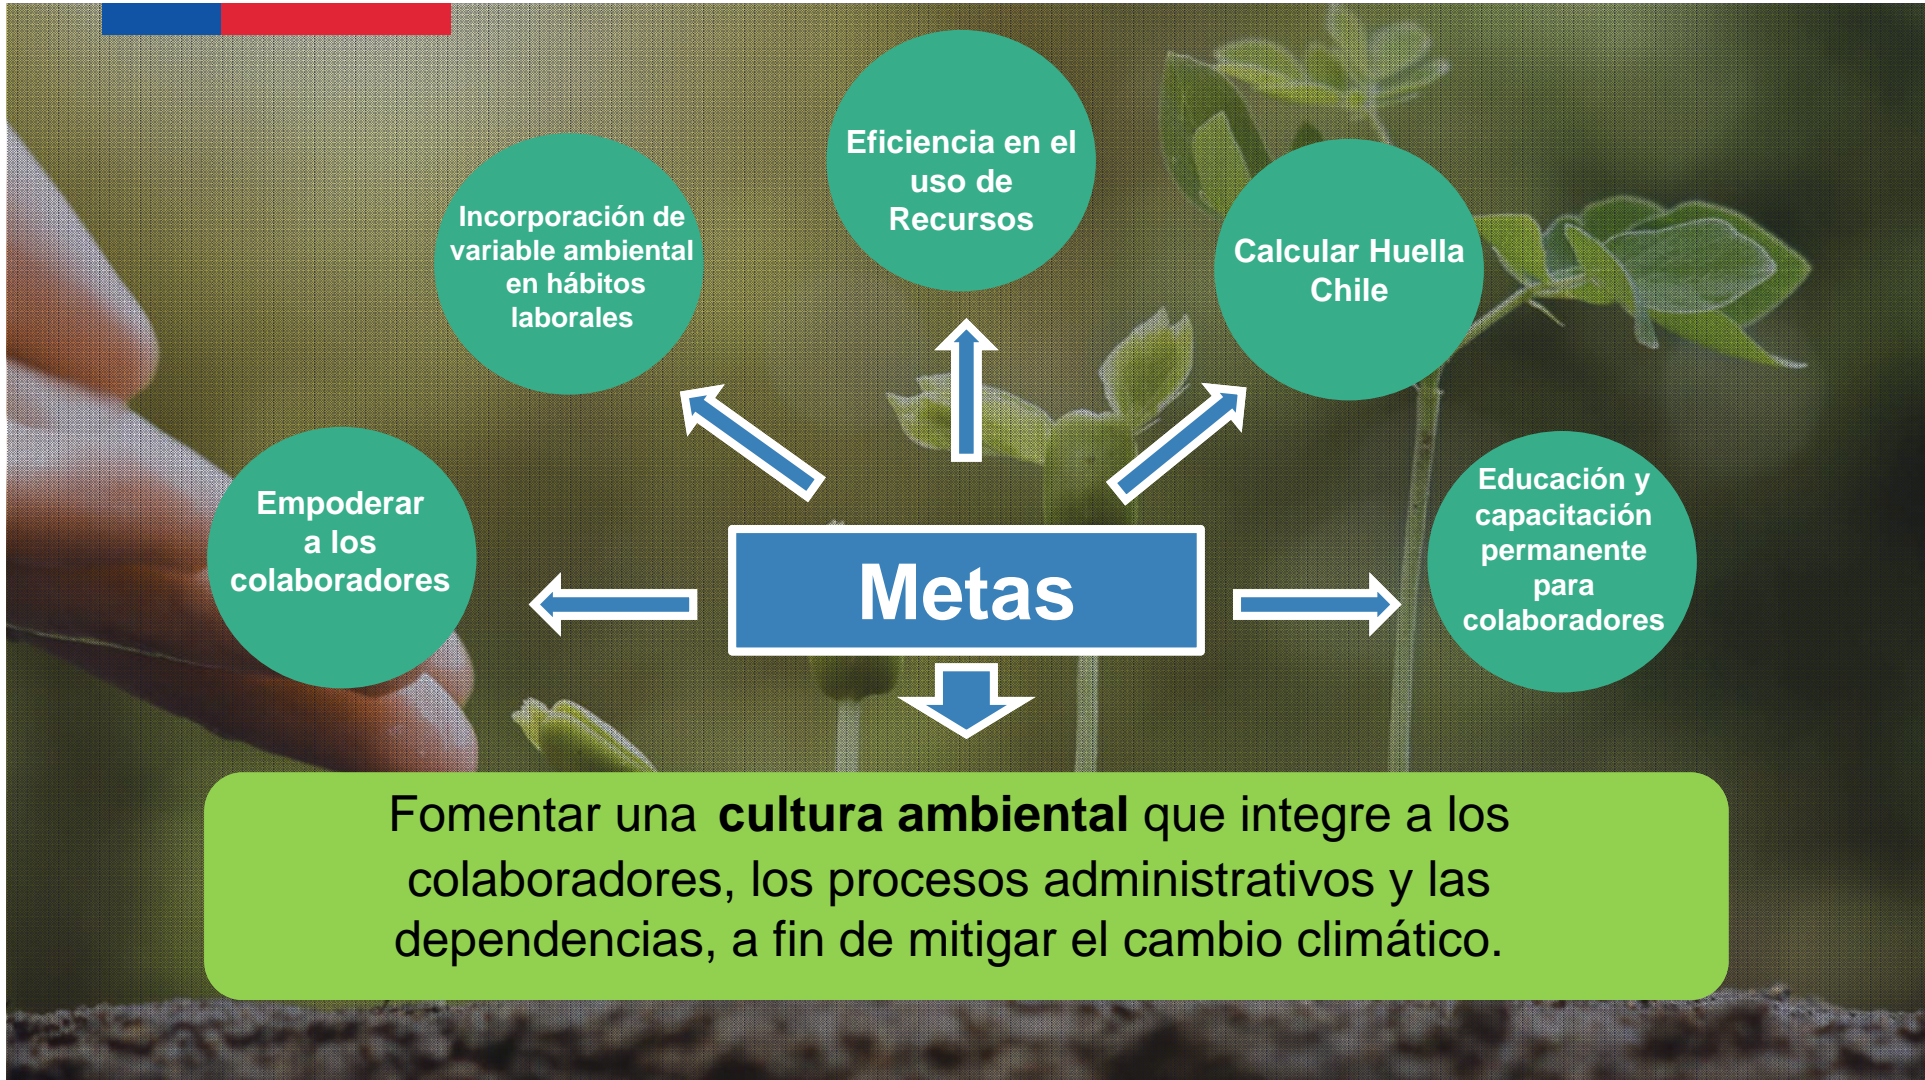 Eficiencia en el
uso de
Recursos
Incorporación de
variable ambiental
en hábitos
laborales
Calcular Huella
Chile
Empoderar
a los
colaboradores
Educación y
capacitación
permanente
para
colaboradores
Metas
Fomentar una cultura ambiental que integre a los
colaboradores, los procesos administrativos y las
dependencias, a fin de mitigar el cambio climático.